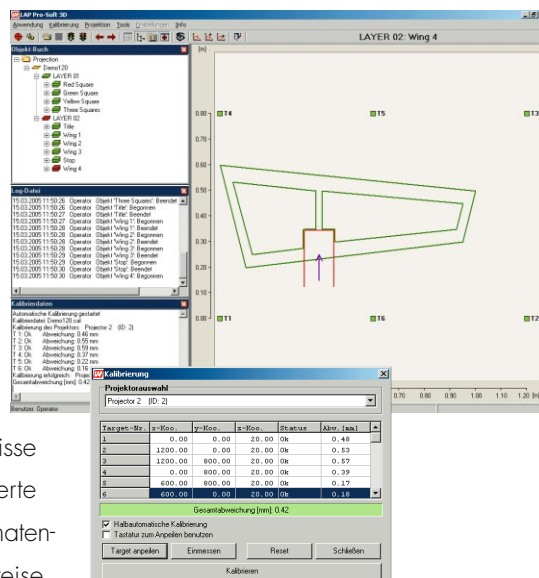 LAP Pro-Soft 3D
Anwendung Kalibrierung Projektion Tools Einstellungen Info
LAYER 02: Wing 4
Objekt-Buch
Projection
Demo120
LAYER 01
Red Square
Green Square
Yellow Square
Three Squares
LAYER 02
Title
Wing 1
Wing 2
Wing 3
Stop
Wing 4
Log-Datei
15.03.2005 11:50:26 Operator Objekt 'Three Squares': Beendet
15.03.2005 11:50:26 Operator Objekt 'Title': Begonnen
15.03.2005 11:50:27 Operator Objekt 'Title': Beendet
15.03.2005 11:50:27 Operator Objekt 'Wing 1': Begonnen
15.03.2005 11:50:28 Operator Objekt 'Wing 1': Beendet
15.03.2005 11:50:28 Operator Objekt 'Wing 2': Begonnen
15.03.2005 11:50:28 Operator Objekt 'Wing 2': Beendet
15.03.2005 11:50:28 Operator Objekt 'Wing 3': Begonnen
15.03.2005 11:50:29 Operator Objekt 'Wing 3': Beendet
15.03.2005 11:50:29 Operator Objekt 'Stop': Begonnen
15.03.2005 11:50:30 Operator Objekt 'Stop': Beendet
15.03.2005 11:50:30 Operator Objekt 'Wing 4': Begonnen
Kalibrierdaten
Automatische Kalibrierung gestartet
Kalibrierdatei: Demo120.cal
Kalibrierung des Projektors: Projector 2 (ID: 2)
T 1: Ok Abweichung: 0.46 mm
T 2: Ok Abweichung: 0.55 mm
T 3: Ok Abweichung: 0.59 mm
T 4: Ok Abweichung: 0.37 mm
T 5: Ok Abweichung: 0.22 mm
T 6: Ok Abweichung: 0.16
Kalibrierung erfolgreich: Proje
Gesamtabweichung [mm]: 0.42
Benutzer: Operator
[m]
0.80 T4 T5 T3
0.70
0.60
0.50
0.40
0.30
0.20
0.10
0.00 T1 T6 T2
0.70 0.80 0.90 1.00 1.10 1.20 [m]
Kalibrierung
Projektorauswahl
Projector 2 (ID: 2)
Target-Nr. x-Koo. y-Koo. z-Koo. Status Abw. [mm]
1 0.00 0.00 20.00 Ok 0.48
2 1200.00 0.00 20.00 Ok 0.53
3 1200.00 800.00 20.00 Ok 0.57
4 0.00 800.00 20.00 Ok 0.39
5 600.00 800.00 20.00 Ok 0.17
6 600.00 0.00 20.00 Ok 0.18
Gesamtabweichung [mm]: 0.42
Halbautomatische Kalibrierung
Tastatur zum Anpeilen benutzen
Target anpeilen Einmessen Reset Schließen
Kalibrieren
isse
erte
naten-
reise